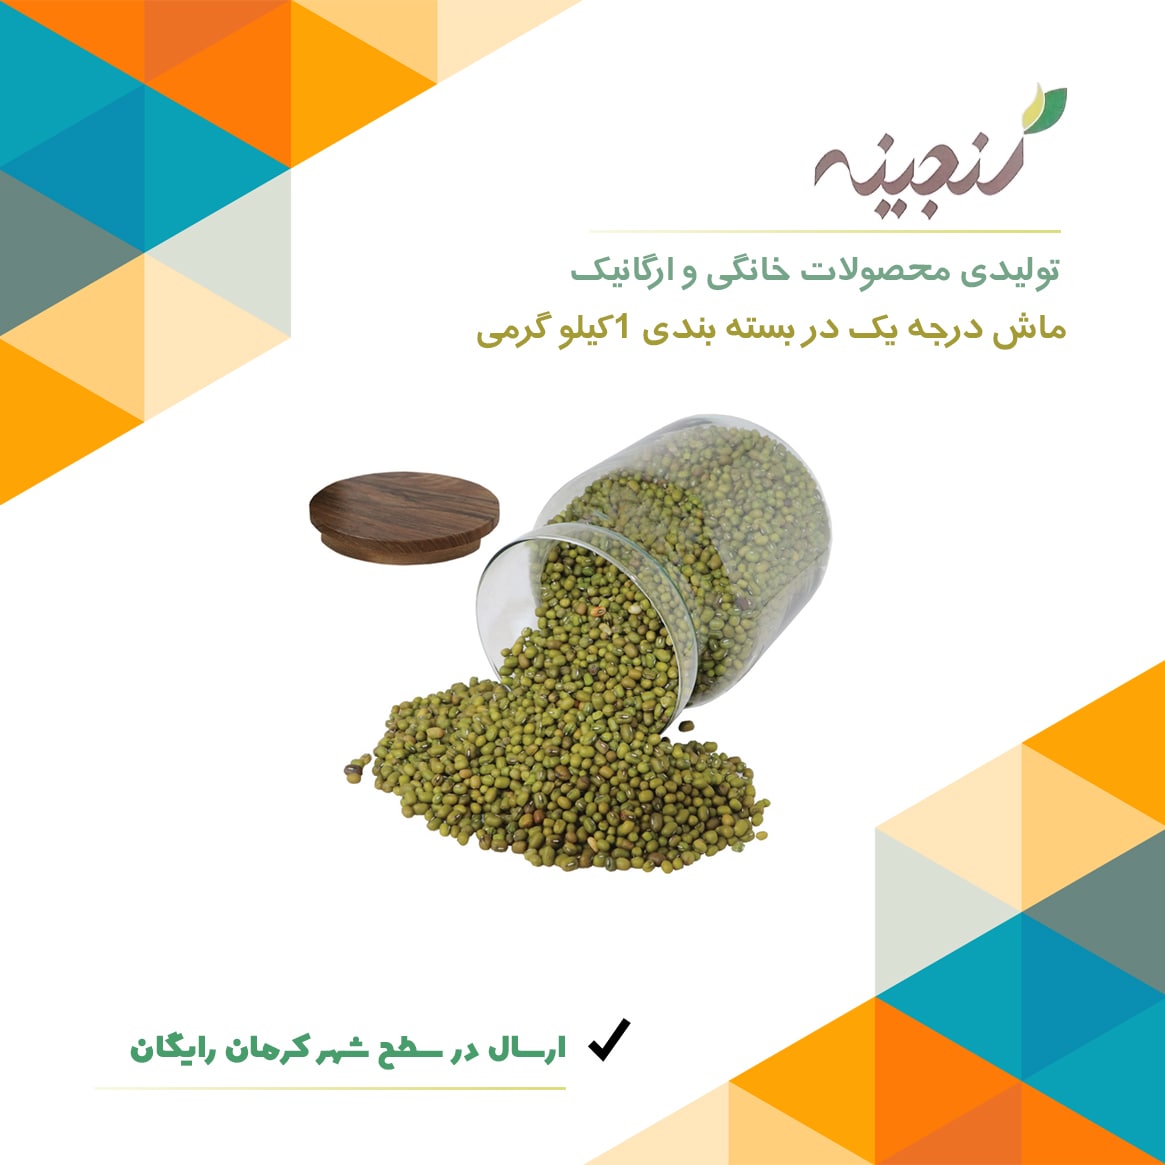 گنجینه
تولیدی محصولات خانگی و ارگانیک
ماش درجه یک در بسته بندی 1کیلو گرمی
ارسال در سطح شهر کرمان رایگان